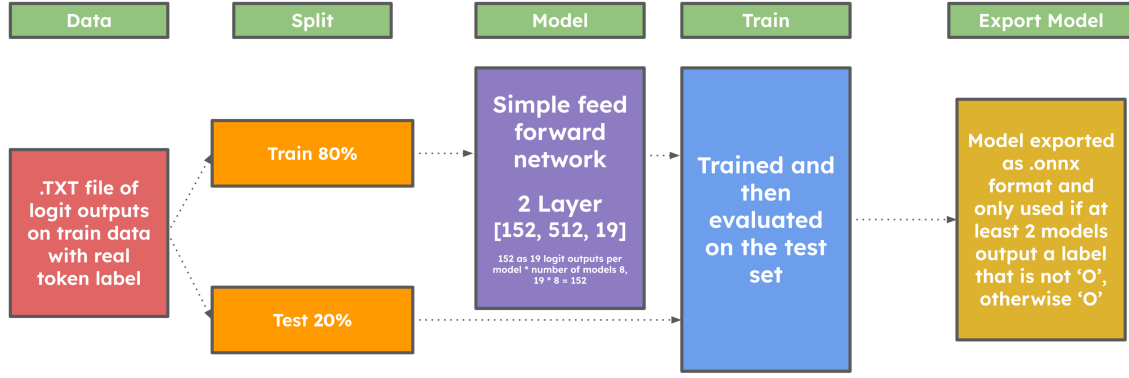 Data
Split
Model
Train
Export Model
.TXT file of
logit outputs
on train data
with real
token label
Train 80%
Test 20%
Simple feed
forward
network
2 Layer
[152, 512, 19]
152 as 19 logit outputs per
model * number of models 8,
19 * 8 = 152
Trained and
then
evaluated
on the test
set
Model exported
as .onnx
format and
only used if at
least 2 models
output a label
that is not ‘O’,
otherwise ‘O’